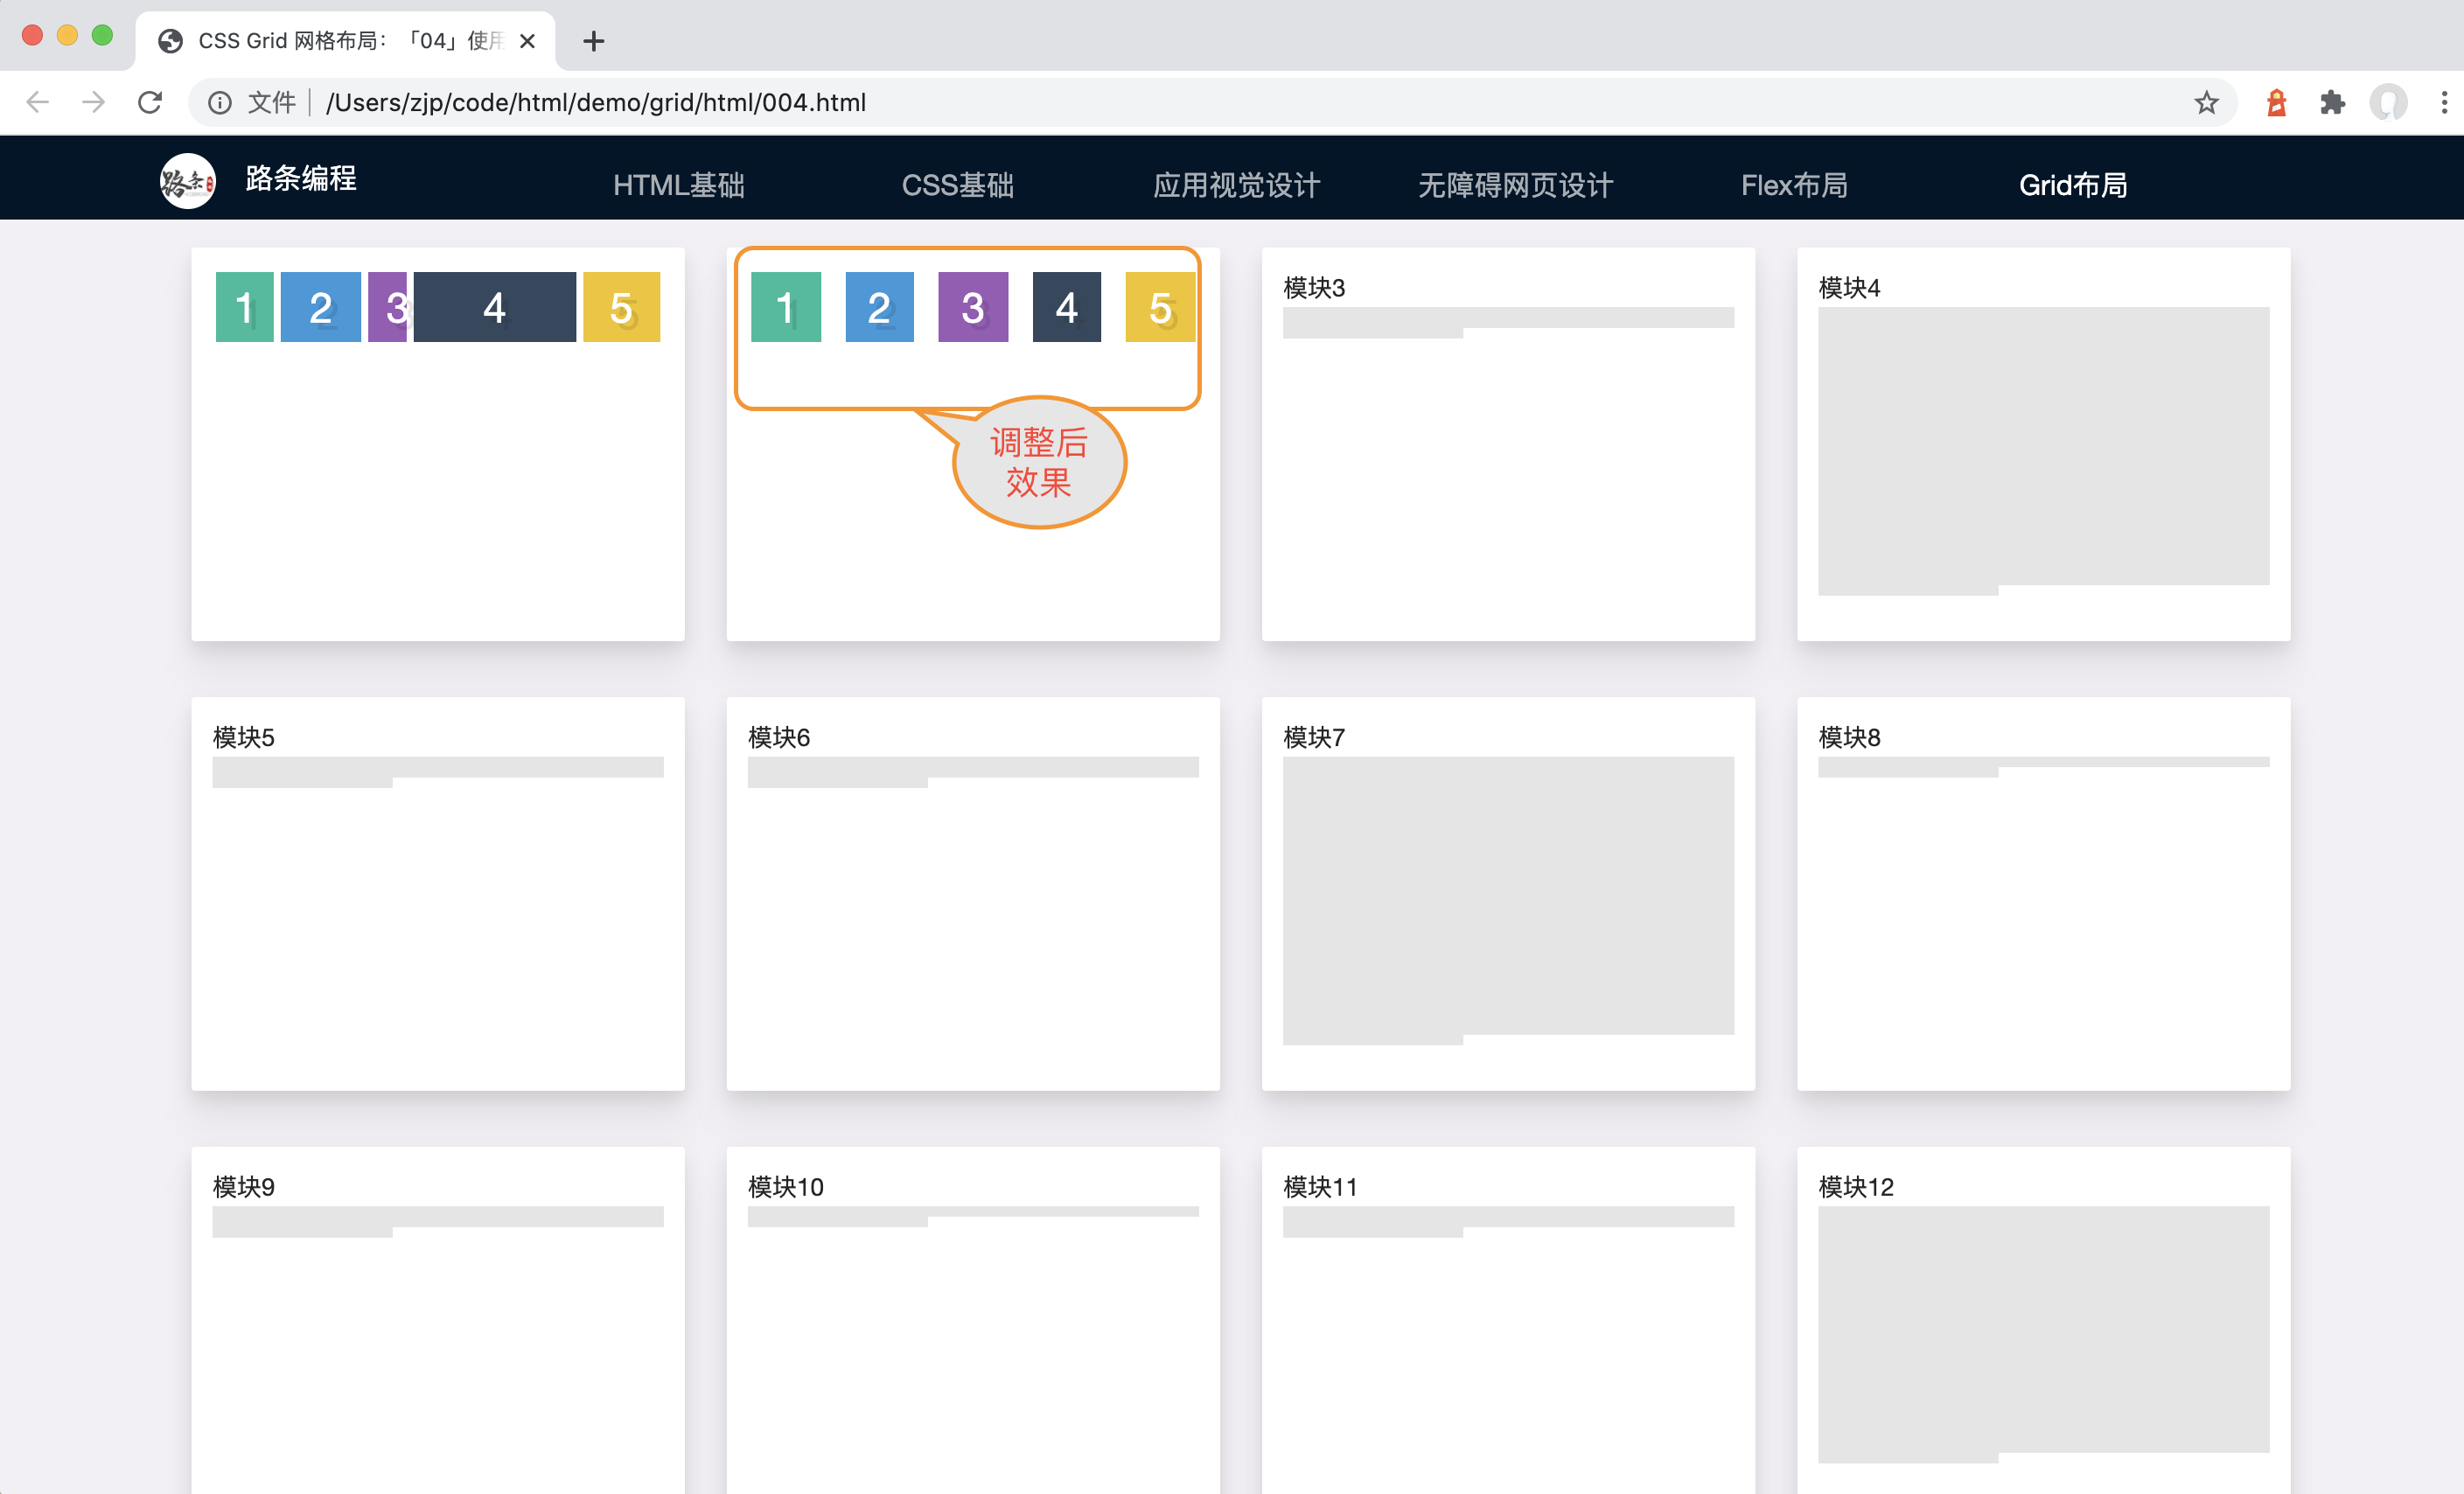 CSS Grid 网格布局：「04」使用
文件 /Users/zjp/code/html/demo/grid/html/004.html
路条
路条编程
HTML基础
CSS基础
应用视觉设计
无障碍网页设计
Flex布局
Grid布局
1 2 3 4 5
1 2 3 4 5
调整后
效果
模块3
模块4
模块5
模块6
模块7
模块8
模块9
模块10
模块11
模块12